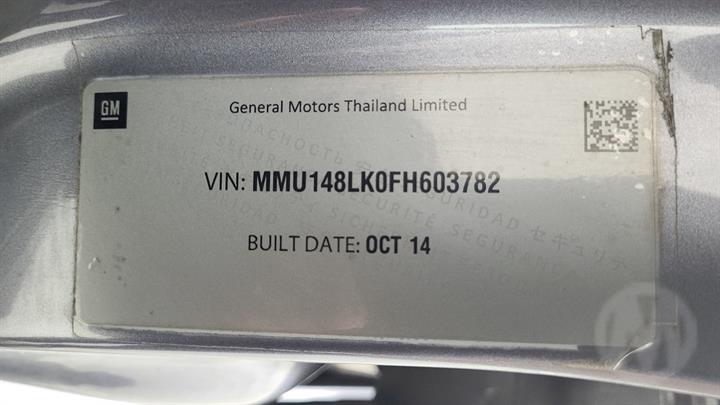 GM
General Motors Thailand Limited
VIN: MMU148LK0FH603782
BUILT DATE: OCT 14